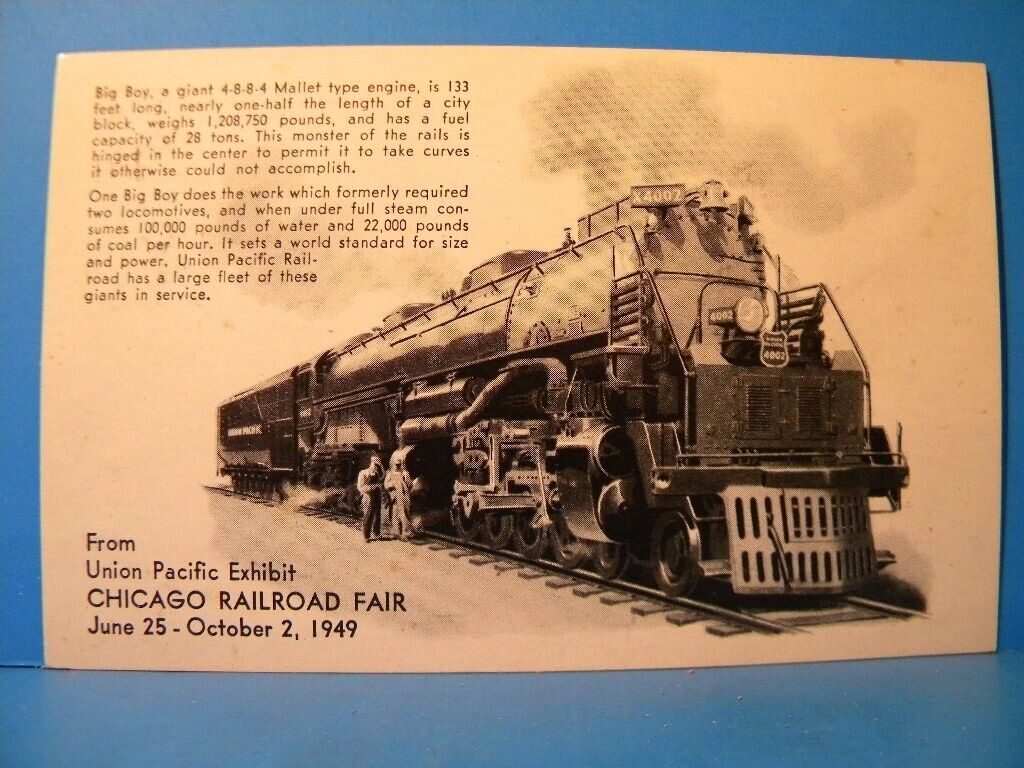 Big Boy, a giant 4-8-8-4 Mallet type engine, is 133
feet long, nearly one-half the length of a city
block, weighs 1,208,750 pounds, and has a fuel
capacity of 28 tons. This monster of the rails is
hinged in the center to permit it to take curves
it otherwise could not accomplish.
One Big Boy does the work which formerly required
two locomotives, and when under full steam con-
sumes 100,000 pounds of water and 22,000 pounds
of coal per hour. It sets a world standard for size
and power. Union Pacific Rail-
road has a large fleet of these
giants in service.
X4002
4002
4002
UNION PACIFIC
From
Union Pacific Exhibit
CHICAGO RAILROAD FAIR
June 25 - October 2, 1949